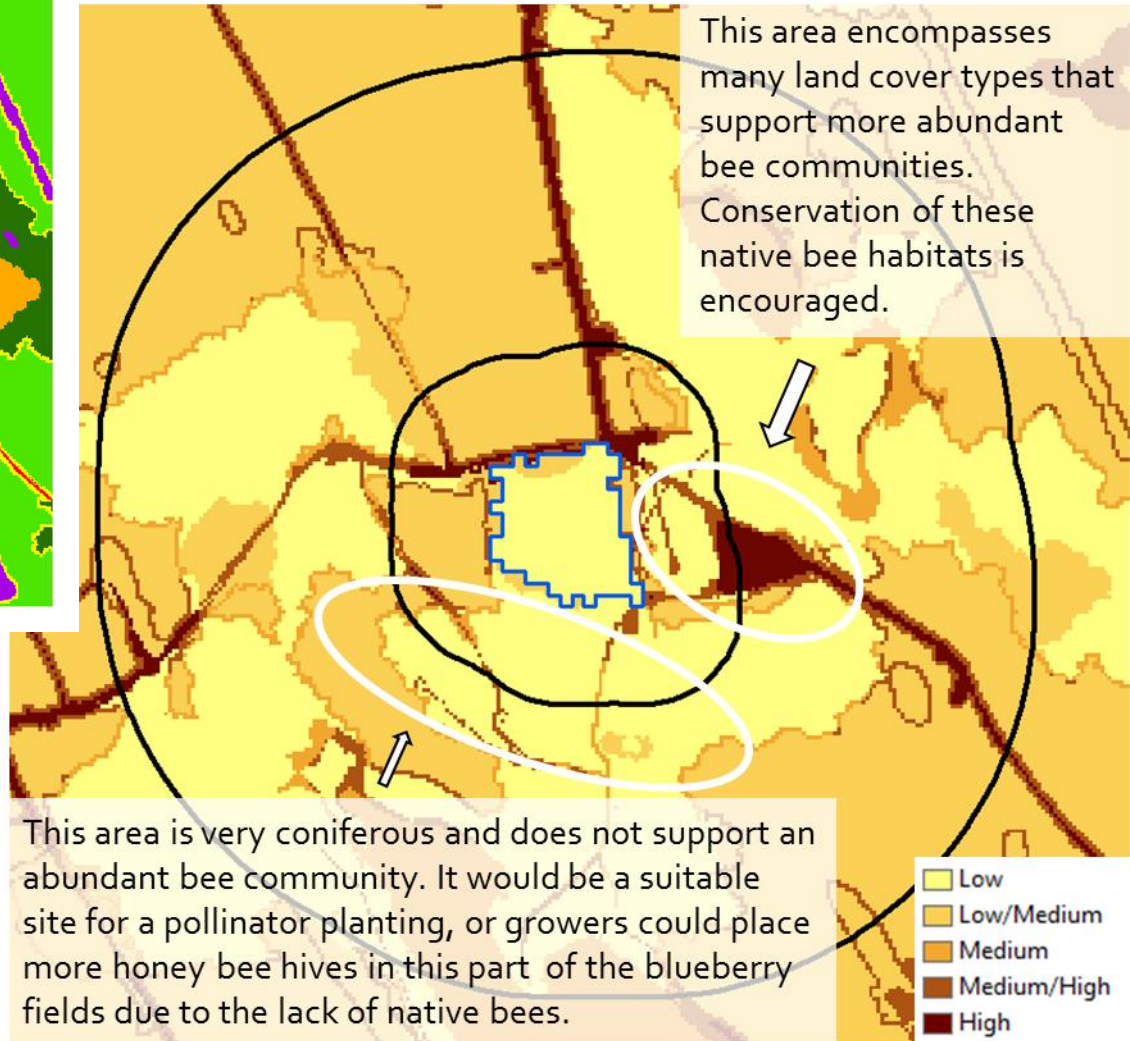 This area encompasses
many land cover types that
support more abundant
bee communities.
Conservation of these
native bee habitats is
encouraged.
This area is very coniferous and does not support an
abundant bee community. It would be a suitable
site for a pollinator planting, or growers could place
more honey bee hives in this part of the blueberry
fields due to the lack of native bees.
Low
Low/Medium
Medium
Medium/High
High